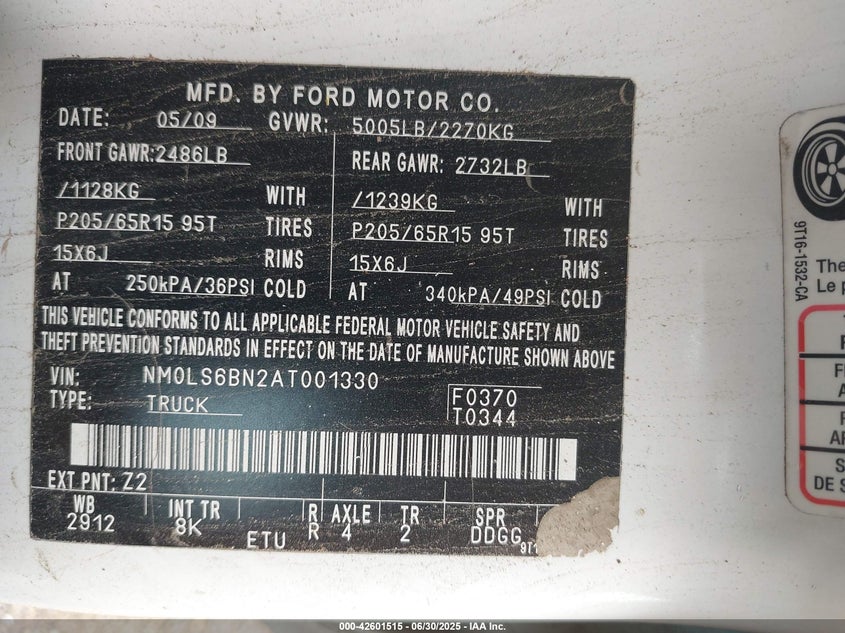 MFD. BY FORD MOTOR CO.
DATE: 05/09 GVWR: 5005LB/2270KG
FRONT GAWR: 2486LB REAR GAWR: 2732LB
/1128KG WITH /1239KG WITH
P205/65R15 95T TIRES P205/65R15 95T TIRES
15X6J RIMS 15X6J RIMS
AT 250kPA/36PSI COLD AT 340kPA/49PSI COLD
THIS VEHICLE CONFORMS TO ALL APPLICABLE FEDERAL MOTOR VEHICLE SAFETY AND
THEFT PREVENTION STANDARDS IN EFFECT ON THE DATE OF MANUFACTURE SHOWN ABOVE
VIN: NM0LS6BN2AT001330 F0370
TYPE: TRUCK T0344
EXT PNT: Z2
WB INT TR R AXLE TR SPR
2912 8K R 4 2 DDGG
ETU 9T1
9T16-1532-CA
The
Le p
DE S
000-42601515 - 06/30/2025 - IAA Inc.